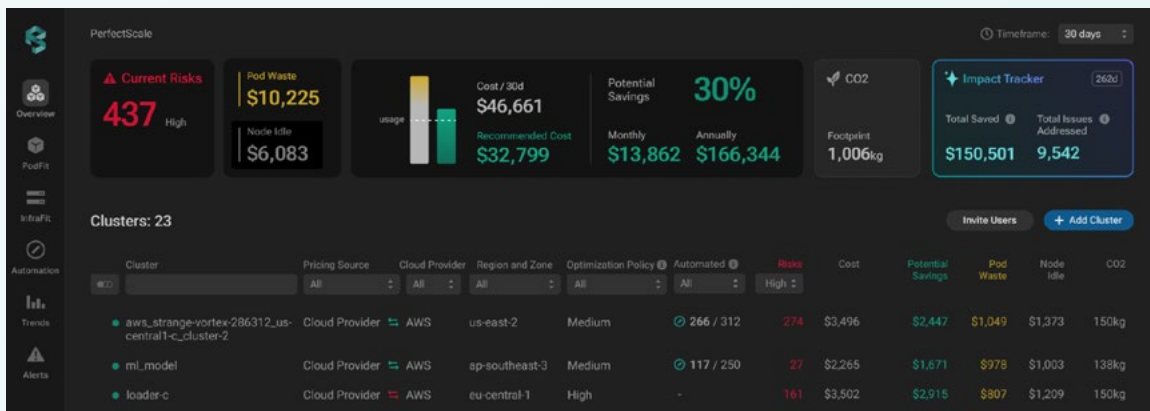 PerfectScale
Timeframe: 30 days
Current Risks
437 High
Pod Waste
$10,225
Node Idle
$6,083
usage
Cost / 30d
$46,661
Recommended Cost
$32,799
Potential
Savings
30%
Monthly
$13,862
Annually
$166,344
CO2
Footprint
1,006kg
Impact Tracker
262d
Total Saved
$150,501
Total Issues
Addressed
9,542
Overview
PodFit
InfraFit
Automation
Trends
Alerts
Clusters: 23
Invite Users
+ Add Cluster
Cluster Pricing Source Cloud Provider Region and Zone Optimization Policy Automated Risks Cost Potential Savings Pod Waste Node Idle CO2
All All All All All High
aws_strange-vortex-286312_us- Cloud Provider AWS us-east-2 Medium 266 / 312 274 $3,496 $2,447 $1,049 $1,373 150kg
central1-c_cluster-2
ml_model Cloud Provider AWS ap-southeast-3 Medium 117 / 250 27 $2,265 $1,671 $978 $1,003 138kg
loader-c Cloud Provider AWS eu-central-1 High - 161 $3,502 $2,915 $807 $1,209 150kg